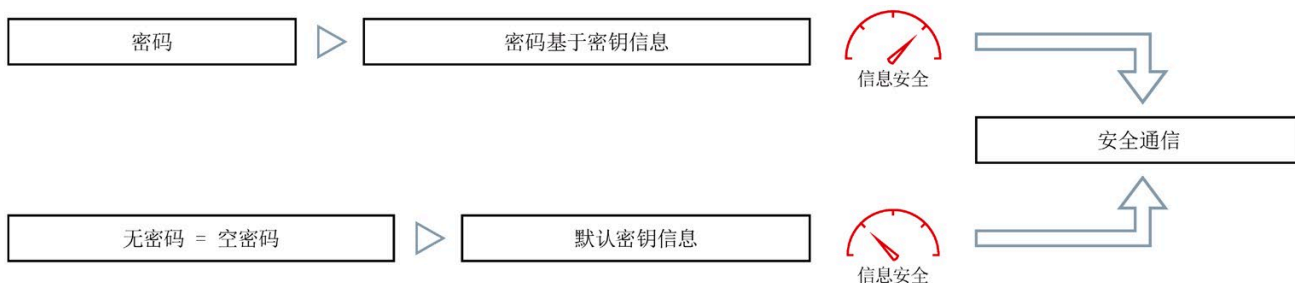 密码
密码基于密钥信息
信息安全
安全通信
无密码 = 空密码
默认密钥信息
信息安全